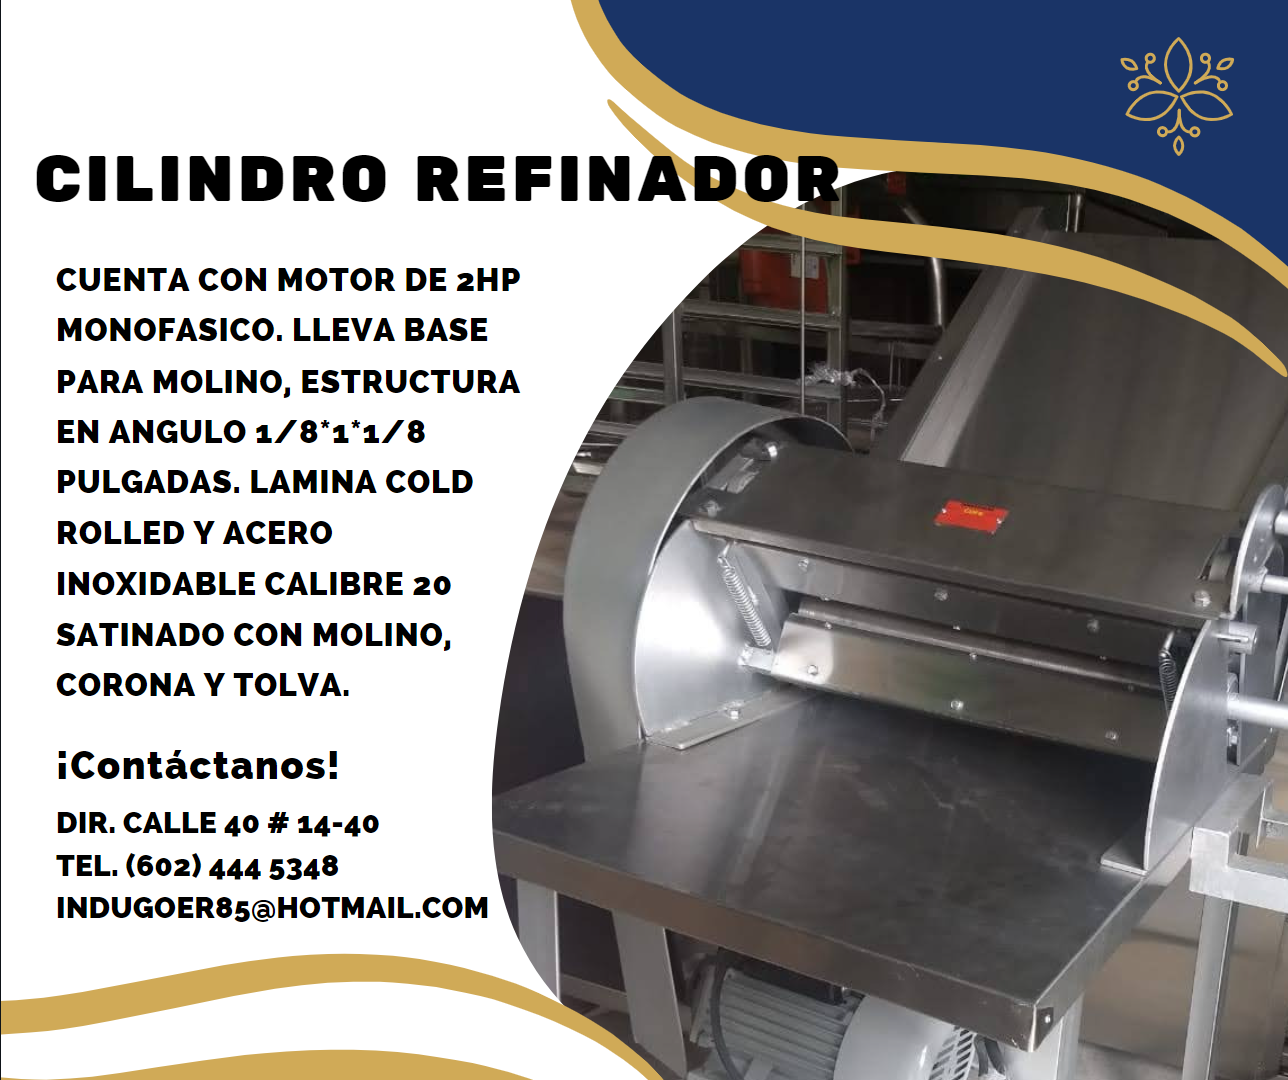 CILINDRO REFINADOR
CUENTA CON MOTOR DE 2HP
MONOFASICO. LLEVA BASE
PARA MOLINO, ESTRUCTURA
EN ANGULO 1/8*1*1/8
PULGADAS. LAMINA COLD
ROLLED Y ACERO
INOXIDABLE CALIBRE 20
SATINADO CON MOLINO,
CORONA Y TOLVA.
¡Contáctanos!
DIR. CALLE 40 # 14-40
TEL. (602) 444 5348
INDUGOER85@HOTMAIL.COM